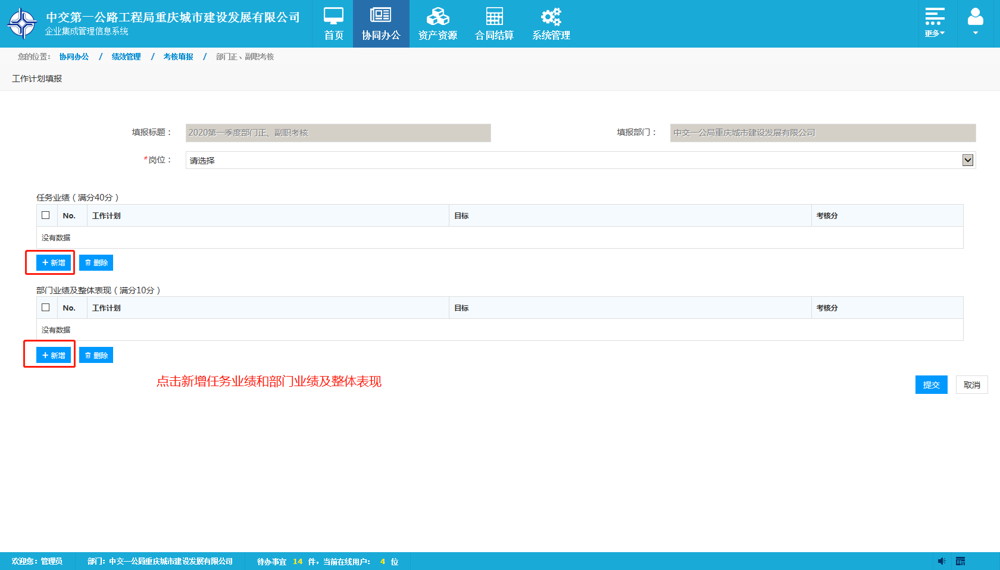 中交第一公路工程局重庆城市建设发展有限公司
企业集成管理信息系统
首页 协同办公 资产资源 合同结算 系统管理 更多
您的位置： 协同办公 / 绩效管理 / 考核填报 / 部门正、副职考核
工作计划填报
填报标题： 2020第一季度部门正、副职考核 填报部门： 中交一公局重庆城市建设发展有限公司
*岗位： 请选择
任务业绩（满分40分）
No. 工作计划 目标 考核分
没有数据
+ 新增 删除
部门业绩及整体表现（满分10分）
No. 工作计划 目标 考核分
没有数据
+ 新增 删除
点击新增任务业绩和部门业绩及整体表现
提交 取消
欢迎您：管理员 部门：中交一公局重庆城市建设发展有限公司 待办事宜 14 件，当前在线用户： 4 位